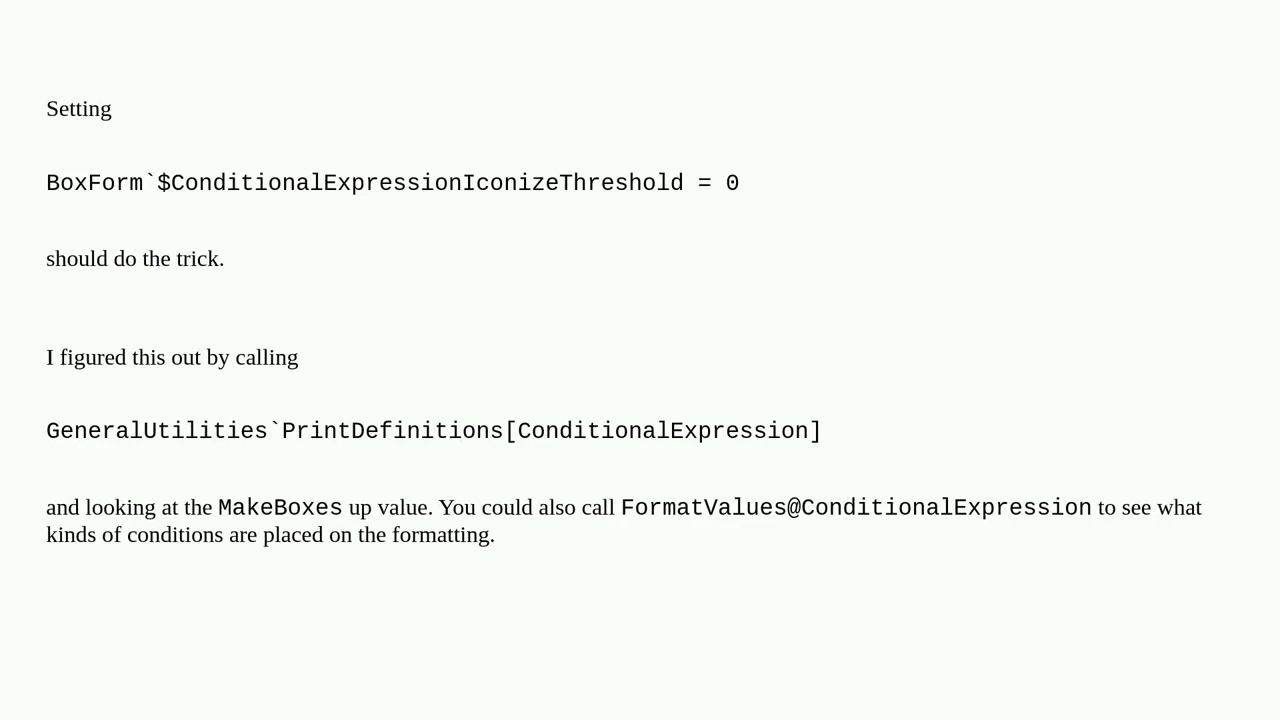 Setting
BoxForm`$ConditionalExpressionIconizeThreshold = 0
should do the trick.
I figured this out by calling
GeneralUtilities`PrintDefinitions[ConditionalExpression]
and looking at the MakeBoxes up value. You could also call FormatValues@ConditionalExpression to see what
kinds of conditions are placed on the formatting.